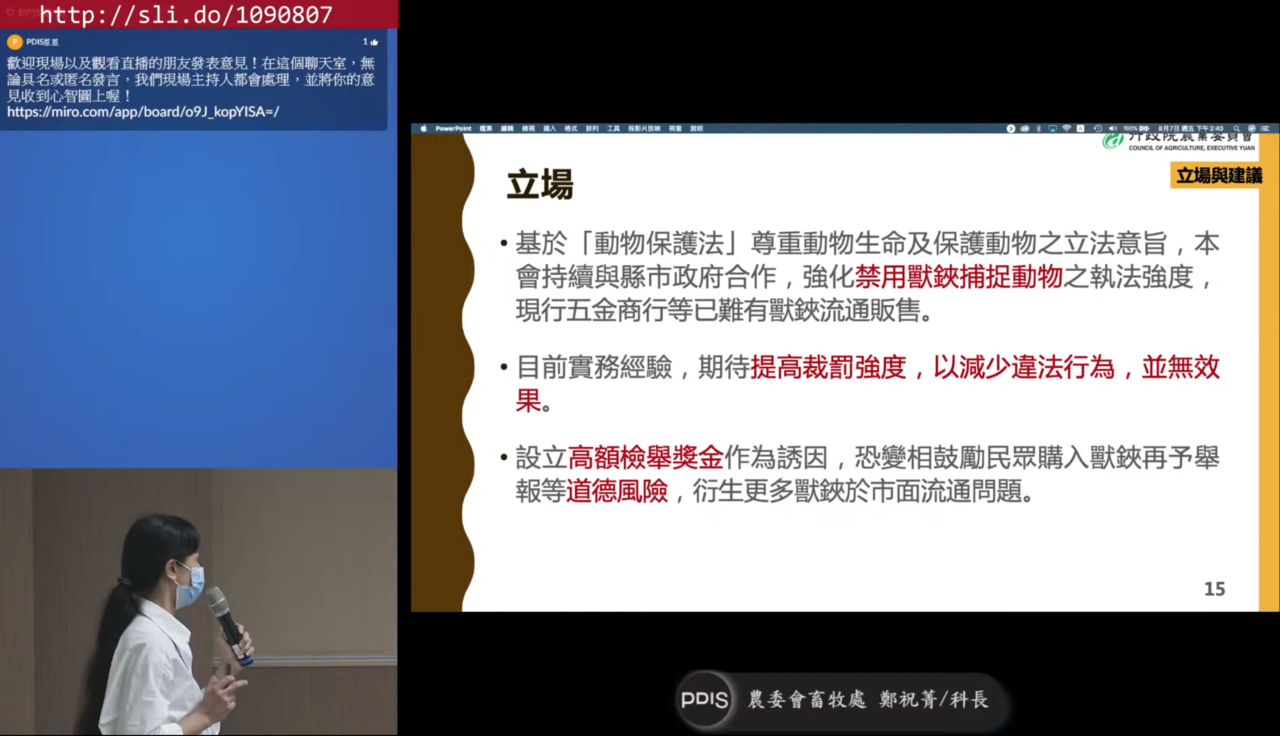 http://sli.do/1090807
PDIS
1
歡迎現場以及觀看直播的朋友發表意見！在這個聊天室，無
論具名或匿名發言，我們現場主持人都會處理，並將你的意
見收到心智圖上喔！
https://miro.com/app/board/o9J_kopYISA=/
PowerPoint 檔案 編輯 檢視 插入 格式 排列 工具 投影片放映 視窗 說明
100% 8月7日 週五 下午2:40
行政院農業委員會
COUNCIL OF AGRICULTURE, EXECUTIVE YUAN
立場與建議
立場
• 基於「動物保護法」尊重動物生命及保護動物之立法意旨，本
會持續與縣市政府合作，強化禁用獸鋏捕捉動物之執法強度，
現行五金商行等已難有獸鋏流通販售。
• 目前實務經驗，期待提高裁罰強度，以減少違法行為，並無效
果。
• 設立高額檢舉獎金作為誘因，恐變相鼓勵民眾購入獸鋏再予舉
報等道德風險，衍生更多獸鋏於市面流通問題。
15
PDIS 農委會畜牧處 鄭祝菁/科長